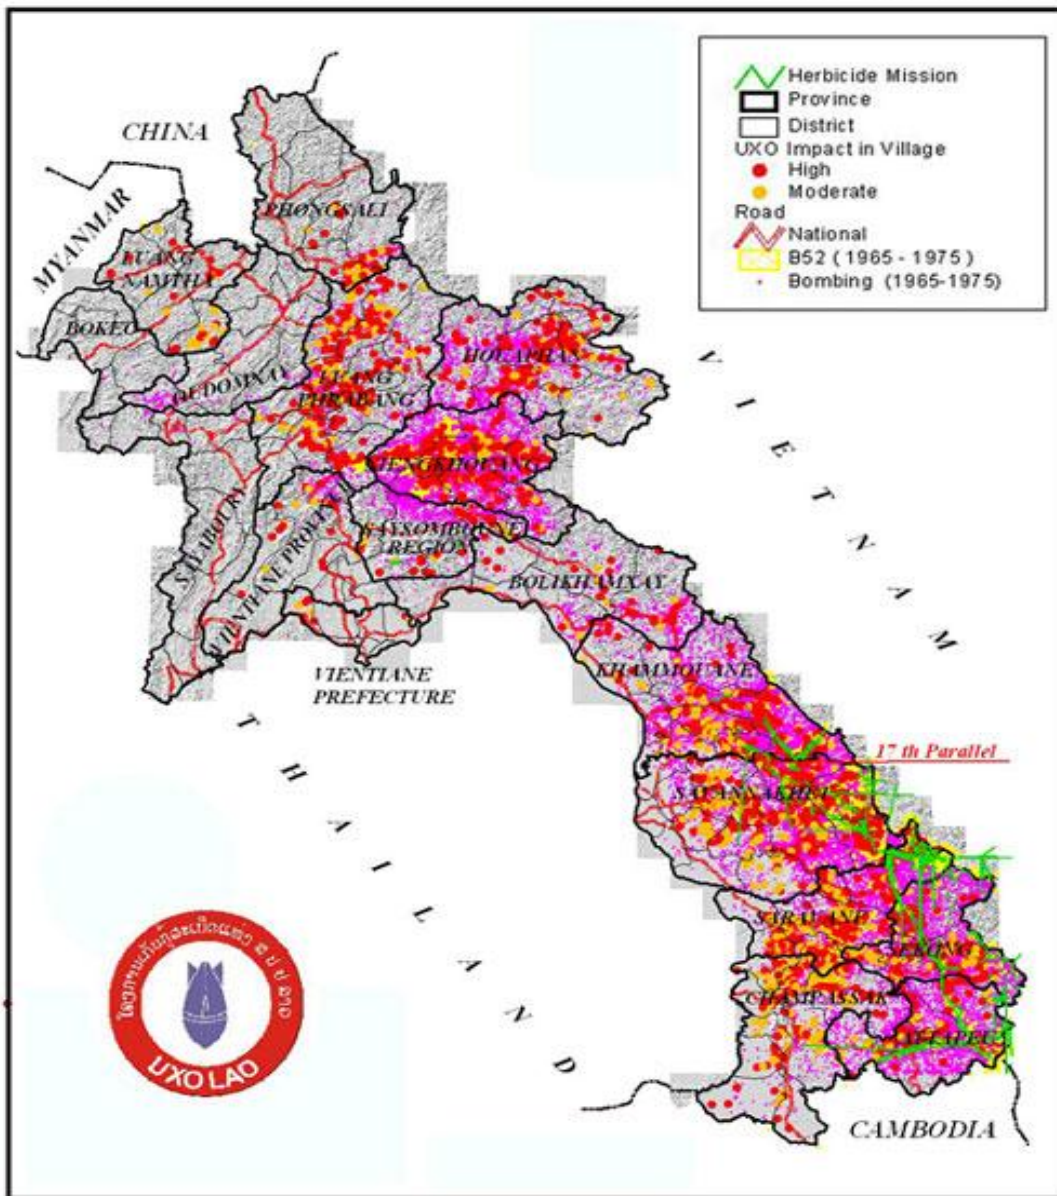 CHINA
MYANMAR
PHONGSALI
LUANG
NAMTHA
BOKEO
OUDOMXAY
LUANG
PHRABANG
HOUAPHAN
XIENGKHOUANG
SAYABOURY
VIENTIANE PROVINCE
SAYSOMBOUNE
REGION
BOLIKHAMXAY
VIENTIANE
PREFECTURE
KHAMMOUANE
17 th Parallel
SAVANNAKHET
SARAVANE
SEKONG
CHAMPASSAK
ATTAPEU
CAMBODIA
VIETNAM
THAILAND
Herbicide Mission
Province
District
UXO Impact in Village
High
Moderate
Road
National
B52 ( 1965 - 1975 )
Bombing (1965-1975)
UXO LAO